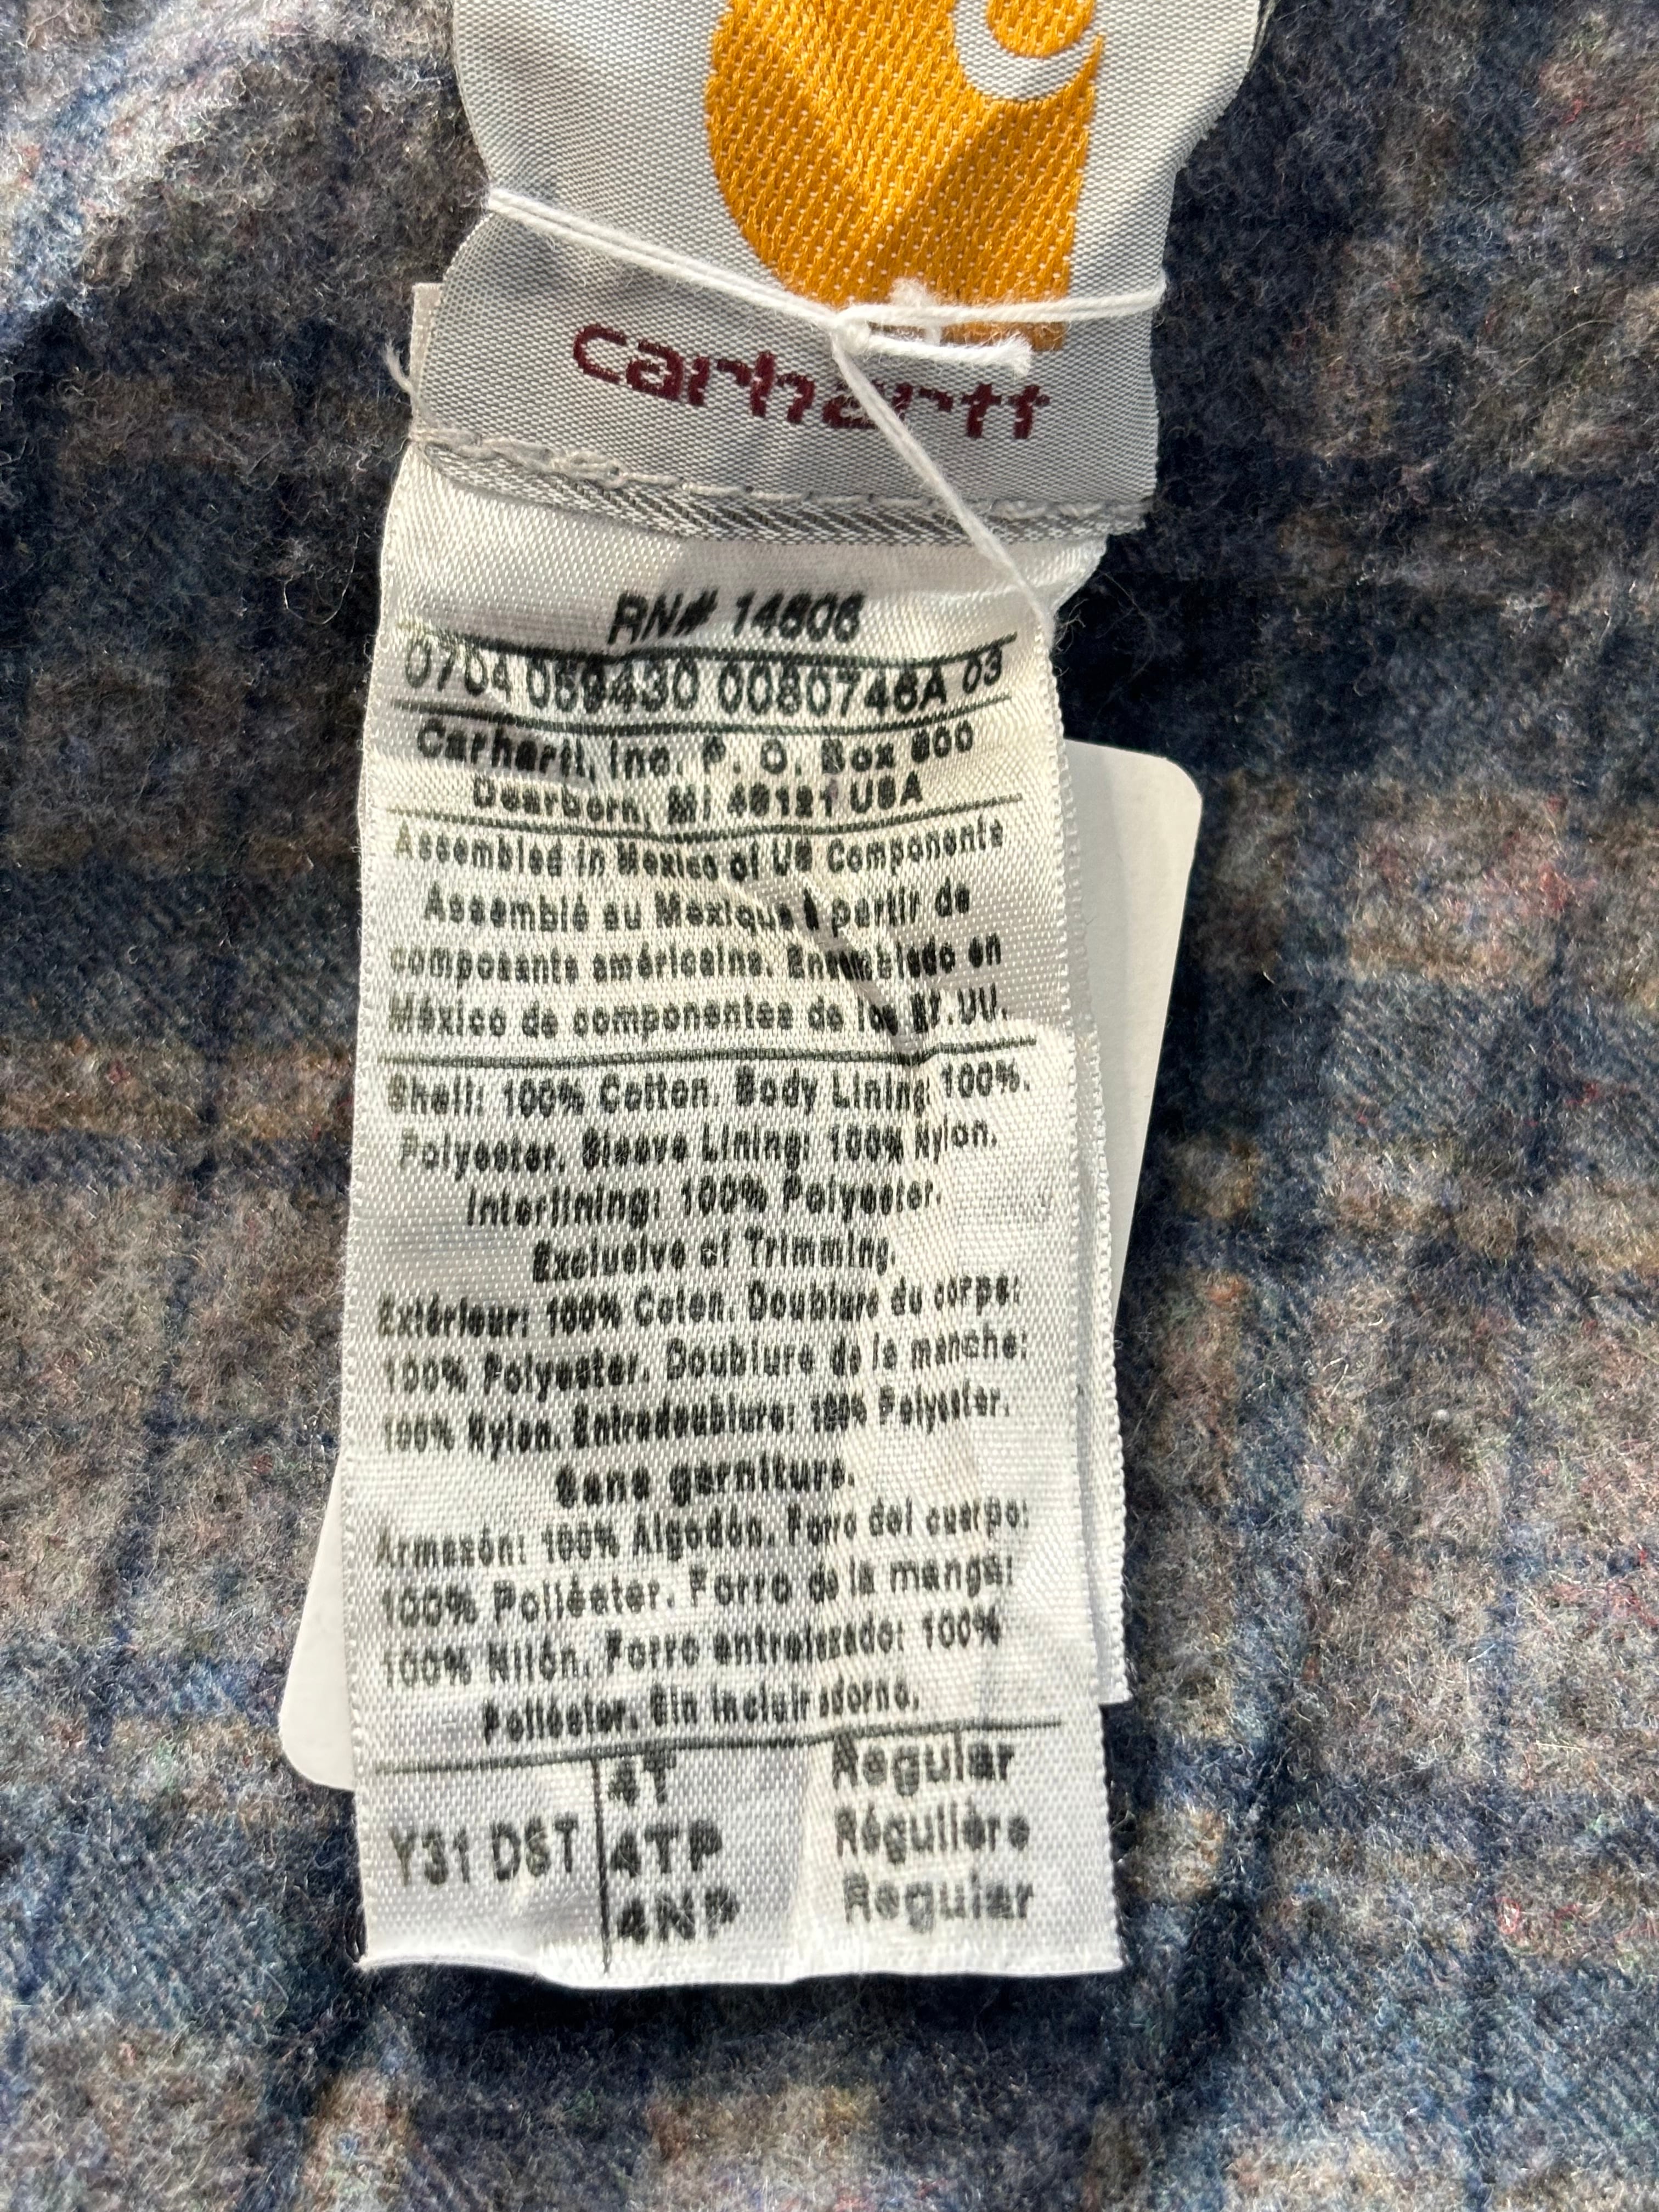 carhartt
RN# 14806
0704 059430 0080746A 03
Carhartt, Inc. P. O. Box 600
Dearborn, MI 48121 USA
Assembled in Mexico of US Components
Assemblé au Mexique à partir de
composants américains. Ensamblado en
México de componentes de los EE.UU.
Shell: 100% Cotton. Body Lining: 100%.
Polyester. Sleeve Lining: 100% Nylon.
Interlining: 100% Polyester.
Exclusive of Trimming.
Extérieur: 100% Coton. Doublure du corps:
100% Polyester. Doublure de la manche:
100% Nylon. Entredoublure: 100% Polyester.
Sans garniture.
Armazón: 100% Algodón. Forro del cuerpo:
100% Poliéster. Forro de la manga:
100% Nilón. Forro entrelazado: 100%
Poliéster. Sin incluir adorno.
Y31 DST
4T Regular
4TP Régulière
4NP Regular